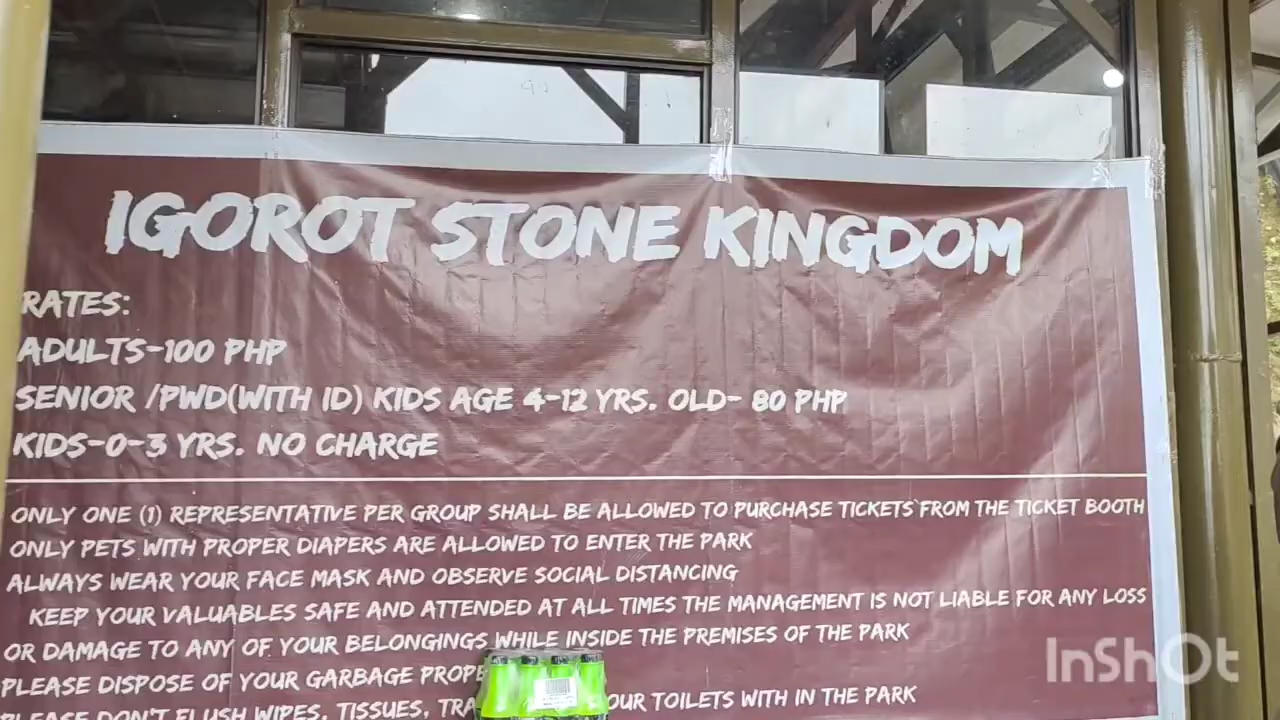 IGOROT STONE KINGDOM
RATES:
ADULTS-100 PHP
SENIOR /PWD(WITH ID) KIDS AGE 4-12 YRS. OLD- 80 PHP
KIDS-0-3 YRS. NO CHARGE
ONLY ONE (1) REPRESENTATIVE PER GROUP SHALL BE ALLOWED TO PURCHASE TICKETS FROM THE TICKET BOOTH
ONLY PETS WITH PROPER DIAPERS ARE ALLOWED TO ENTER THE PARK
ALWAYS WEAR YOUR FACE MASK AND OBSERVE SOCIAL DISTANCING
KEEP YOUR VALUABLES SAFE AND ATTENDED AT ALL TIMES THE MANAGEMENT IS NOT LIABLE FOR ANY LOSS
OR DAMAGE TO ANY OF YOUR BELONGINGS WHILE INSIDE THE PREMISES OF THE PARK
PLEASE DISPOSE OF YOUR GARBAGE
PLEASE DON'T FLUSH WIPES, TISSUES, TOILETS WITH IN THE PARK
InShOt